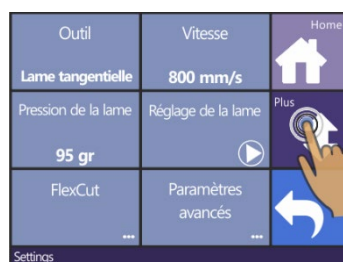 Outil
Lame tangentielle
Vitesse
800 mm/s
Home
Pression de la lame
95 gr
Réglage de la lame
Plus
FlexCut
...
Paramètres
avancés
...
Settings